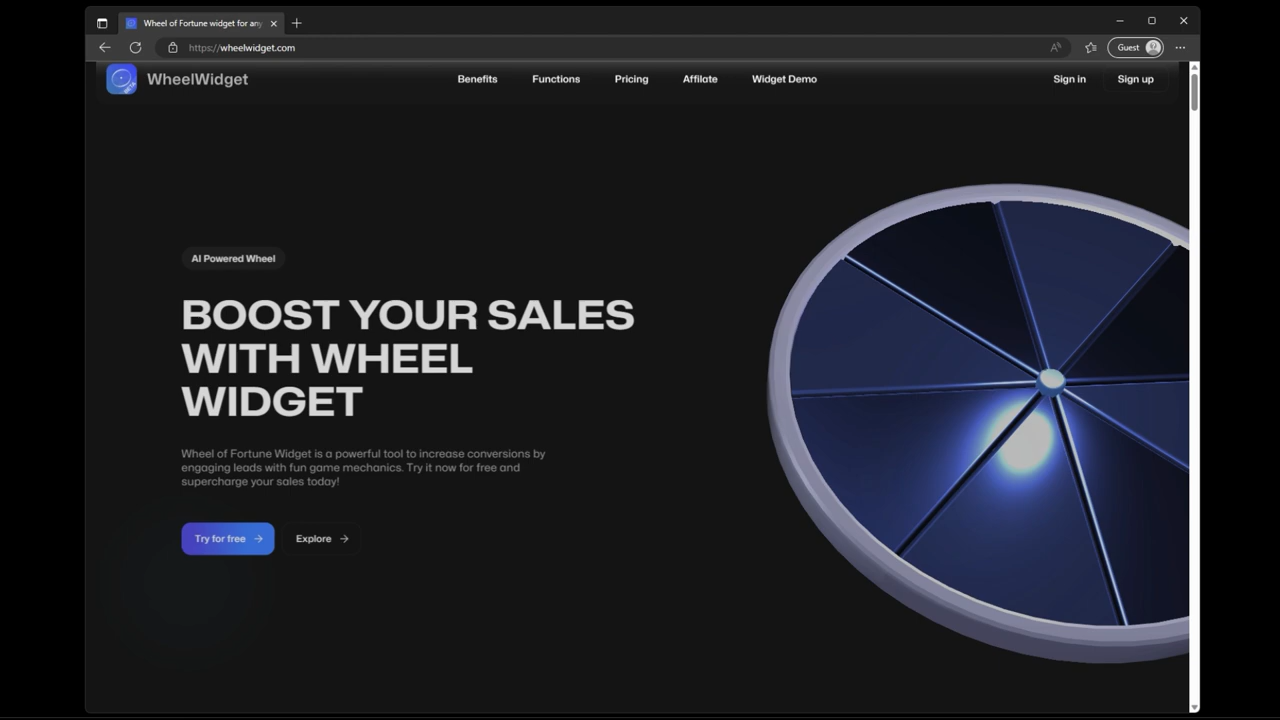 Wheel of Fortune widget for any
https://wheelwidget.com
Guest
WheelWidget
Benefits
Functions
Pricing
Affilate
Widget Demo
Sign in
Sign up
AI Powered Wheel
BOOST YOUR SALES
WITH WHEEL
WIDGET
Wheel of Fortune Widget is a powerful tool to increase conversions by
engaging leads with fun game mechanics. Try it now for free and
supercharge your sales today!
Try for free
Explore